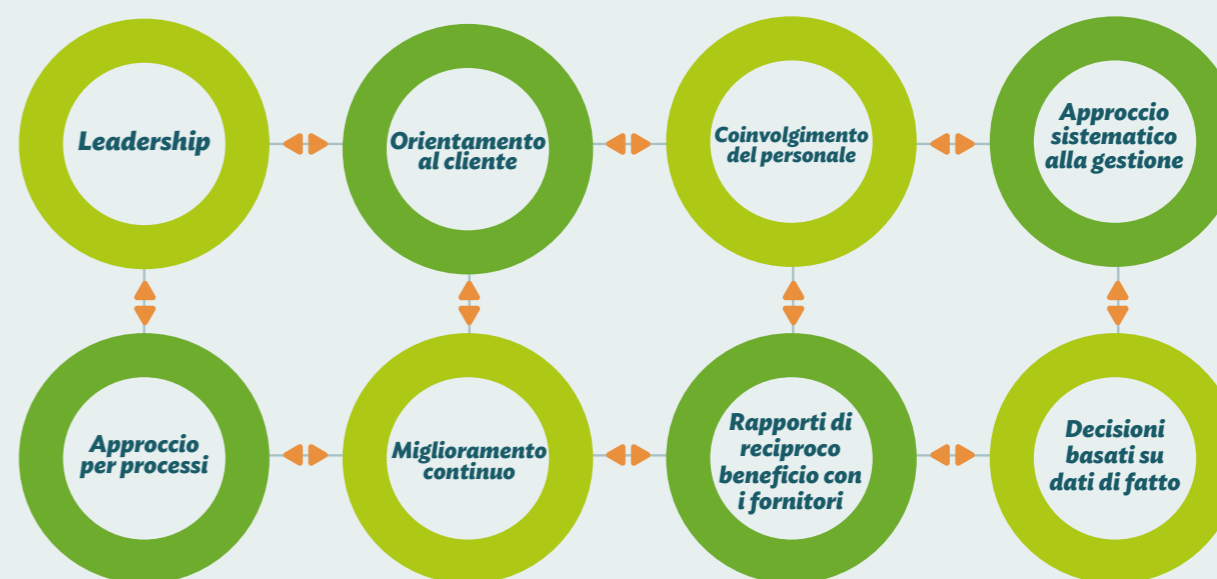 Leadership
Orientamento
al cliente
Coinvolgimento
del personale
Approccio
sistematico
alla gestione
Approccio
per processi
Miglioramento
continuo
Rapporti di
reciproco
beneficio con
i fornitori
Decisioni
basati su
dati di fatto